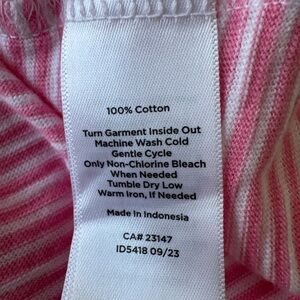 100% Cotton
Turn Garment Inside Out
Machine Wash Cold
Gentle Cycle
Only Non-Chlorine Bleach
When Needed
Tumble Dry Low
Warm Iron, If Needed
Made in Indonesia
CA# 23147
ID5418 09/23